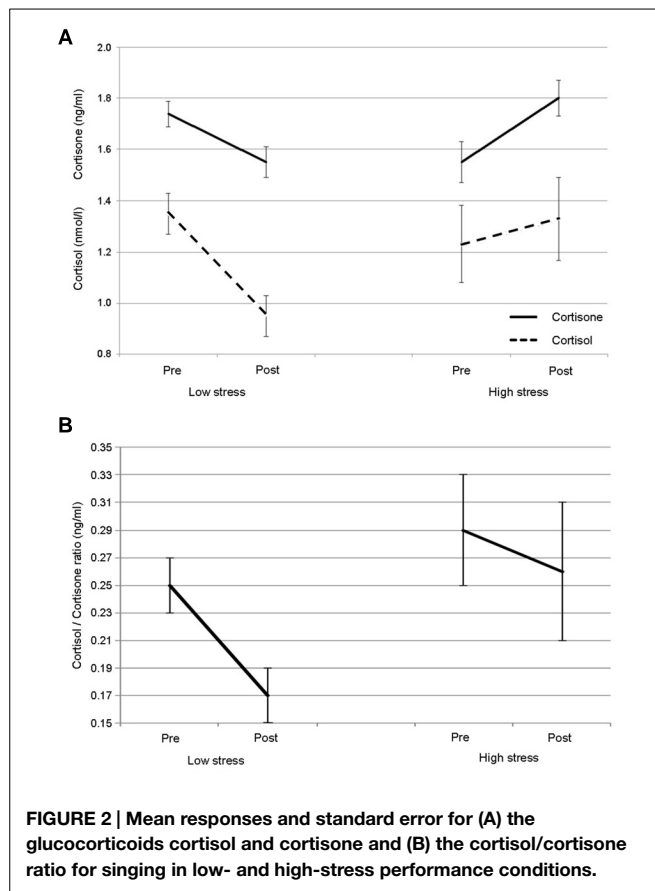 A
2.0
1.8
1.6
1.4
1.2
1.0
0.8
Cortisone (ng/ml)
Cortisol (nmol/l)
Cortisone
Cortisol
Pre
Post
Pre
Post
Low stress
High stress
B
0.35
0.33
0.31
0.29
0.27
0.25
0.23
0.21
0.19
0.17
0.15
Cortisol / Cortisone ratio (ng/ml)
Pre
Post
Pre
Post
Low stress
High stress
FIGURE 2 | Mean responses and standard error for (A) the
glucocorticoids cortisol and cortisone and (B) the cortisol/cortisone
ratio for singing in low- and high-stress performance conditions.